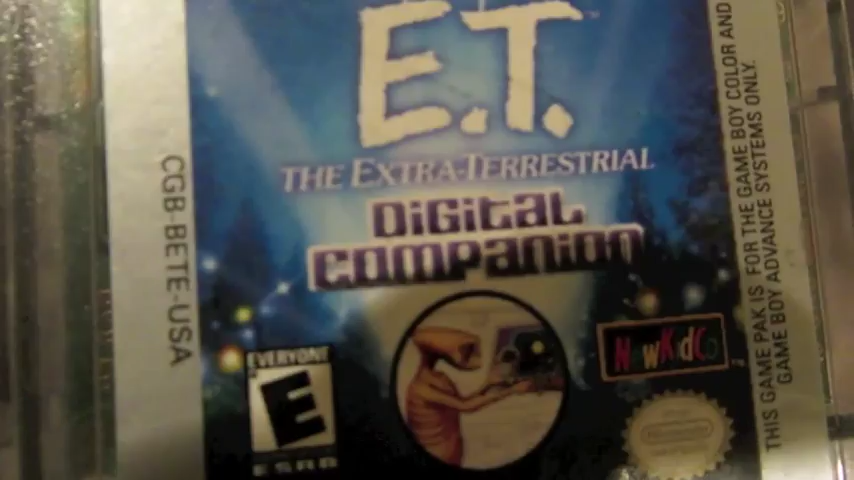 E.T.
THE EXTRA-TERRESTRIAL
DiGital
companion
CGB-BETE-USA
THIS GAME PAK IS FOR THE GAME BOY COLOR AND
GAME BOY ADVANCE SYSTEMS ONLY.
EVERYONE
E
ESRB
NewKidCo
Nintendo